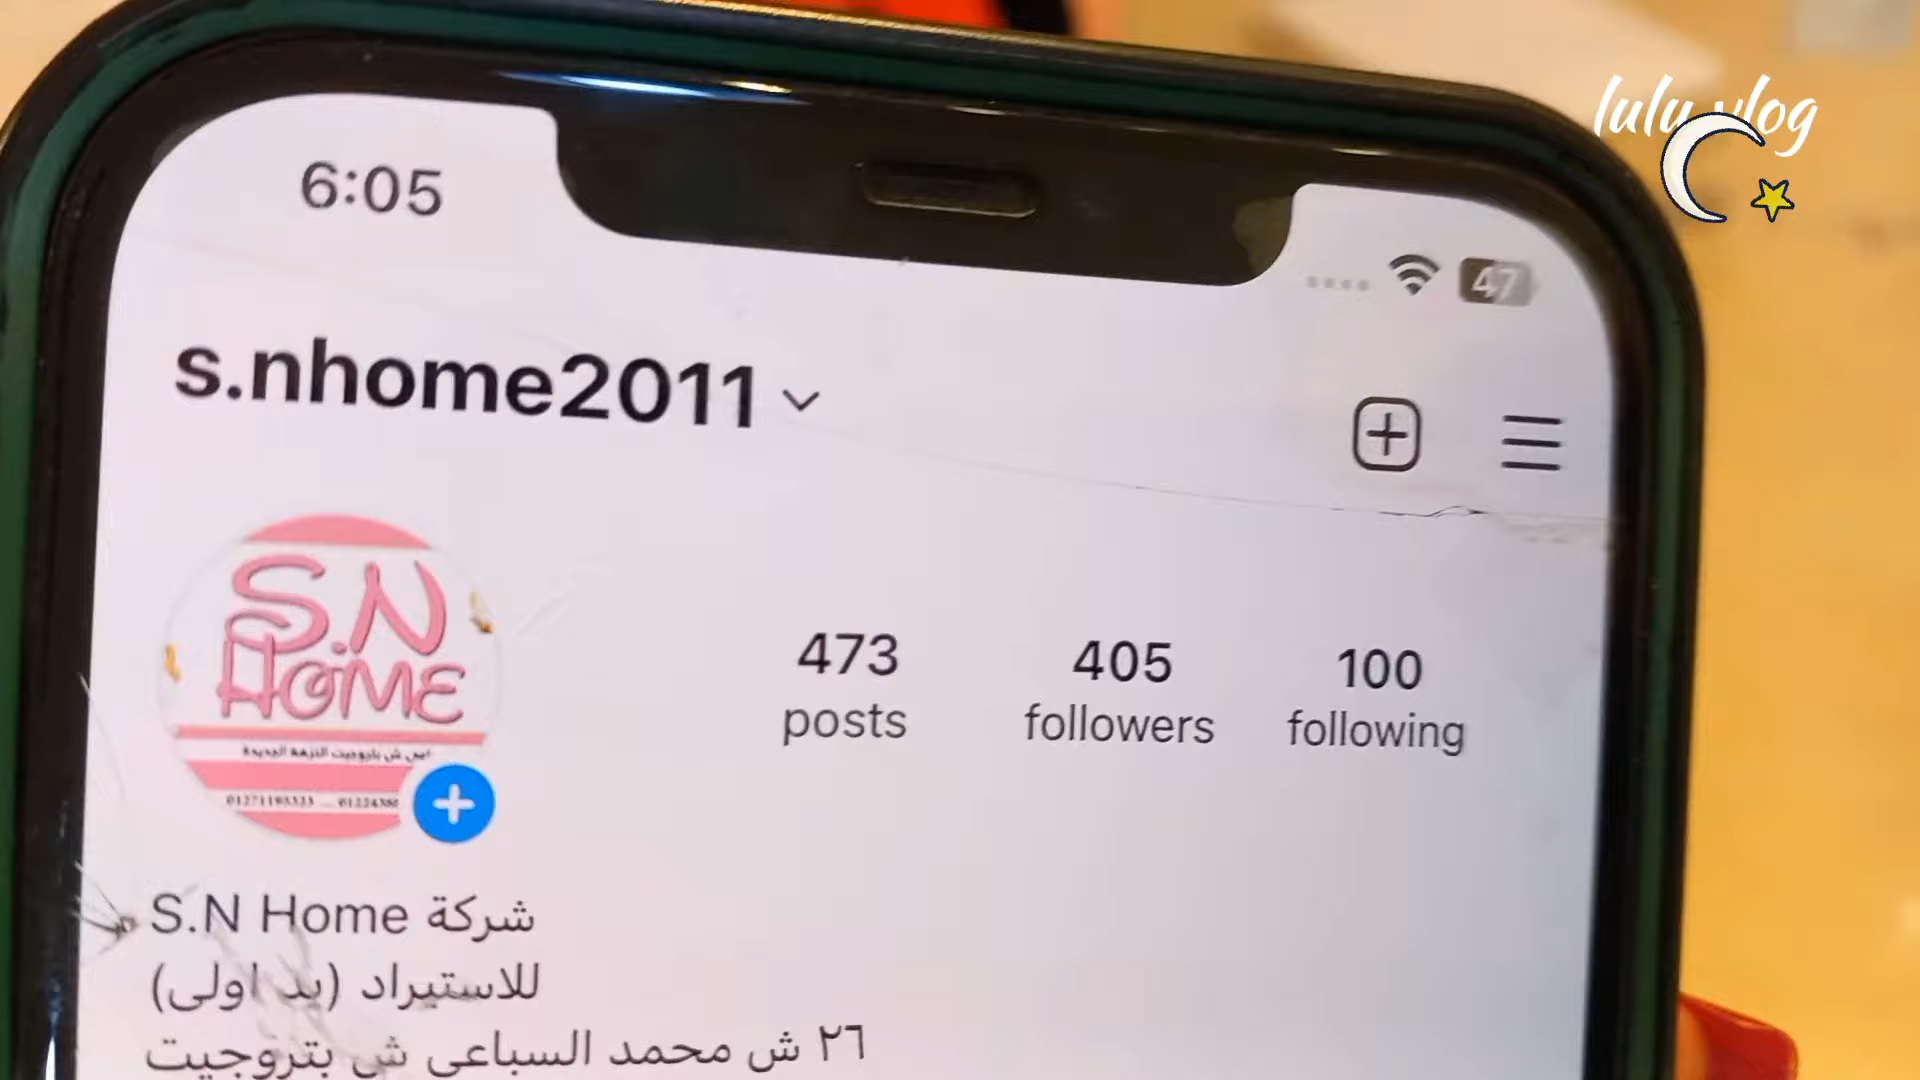 lulu vlog
6:05
47
s.nhome2011
S.N
HOME
473 posts
405 followers
100 following
شركة S.N Home
للاستيراد (يد اولى)
٢٦ ش محمد السباعى ش بتروجيت